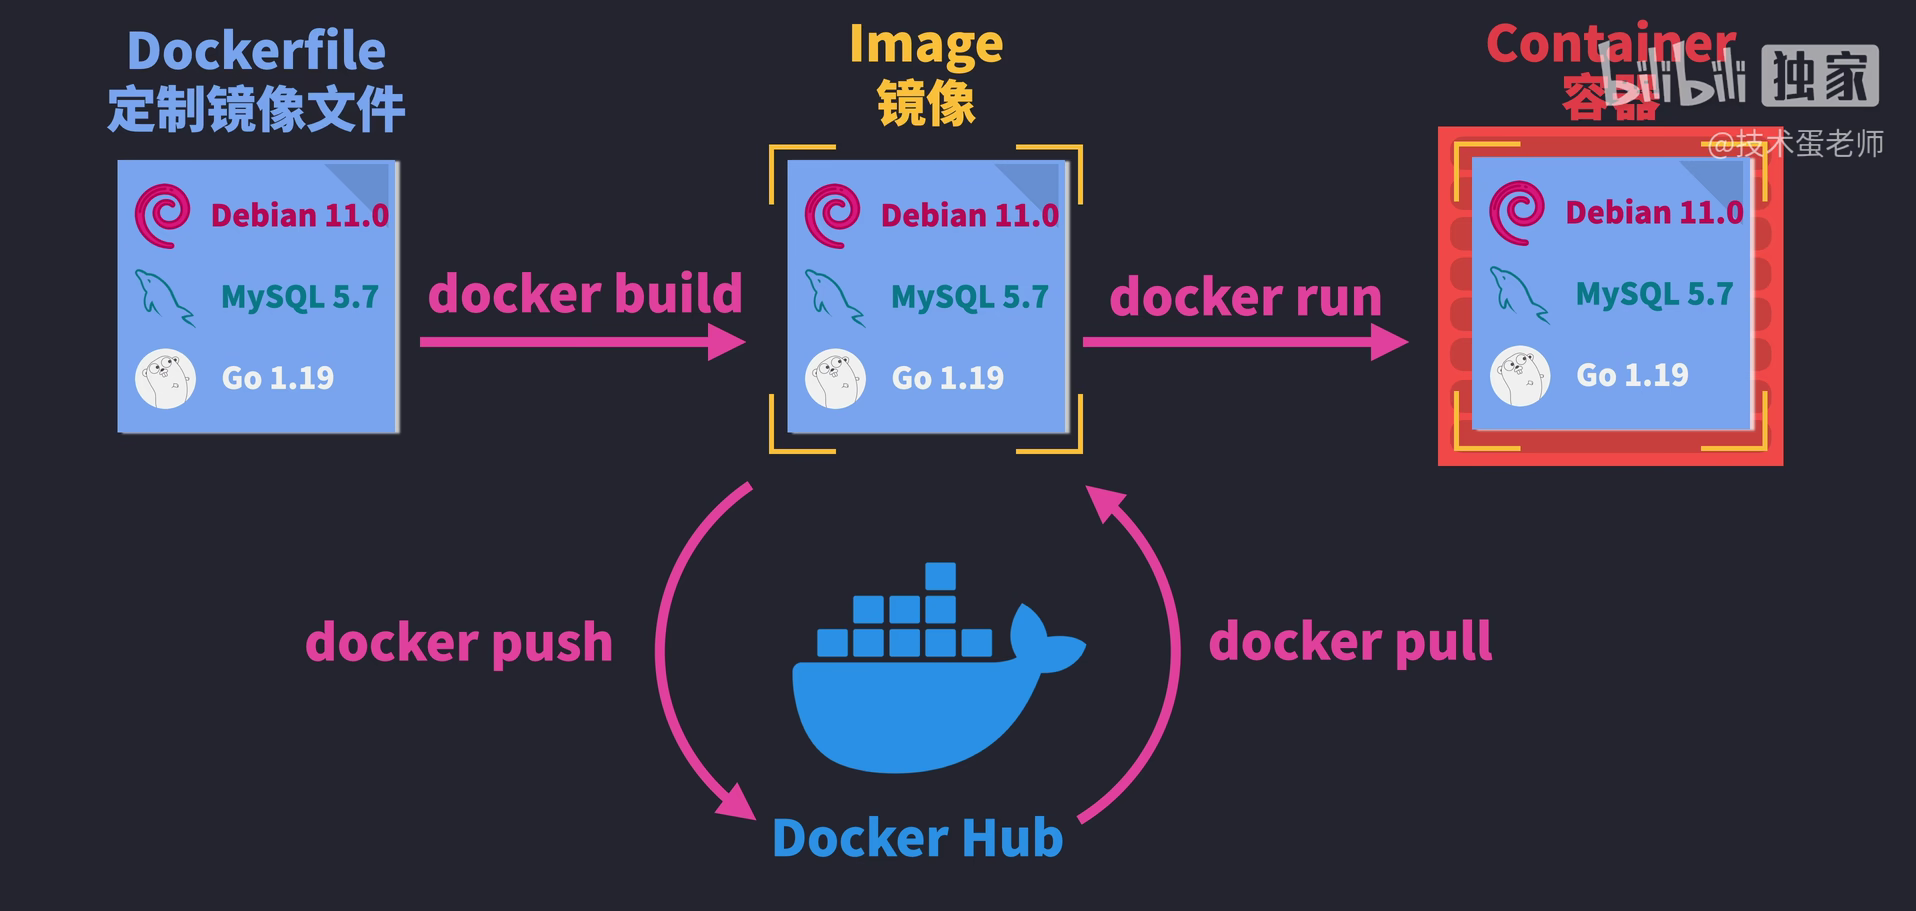 Dockerfile
定制镜像文件
Image
镜像
Container
容器
bilibili 独家
@技术蛋老师
Debian 11.0
MySQL 5.7
Go 1.19
docker build
Debian 11.0
MySQL 5.7
Go 1.19
docker run
Debian 11.0
MySQL 5.7
Go 1.19
docker push
docker pull
Docker Hub